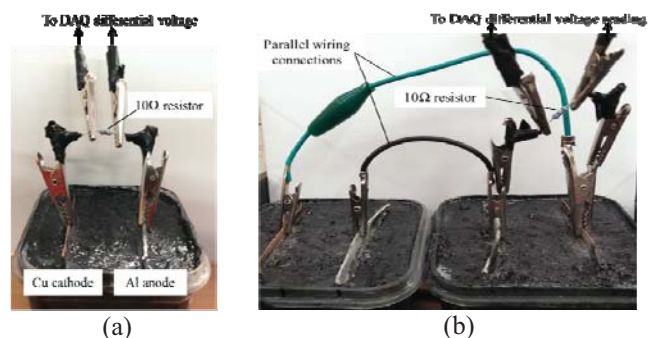 To DAQ differential voltage
10Ω resistor
Cu cathode
Al anode
(a)
To DAQ differential voltage reading
Parallel wiring
connections
10Ω resistor
b)
(b)